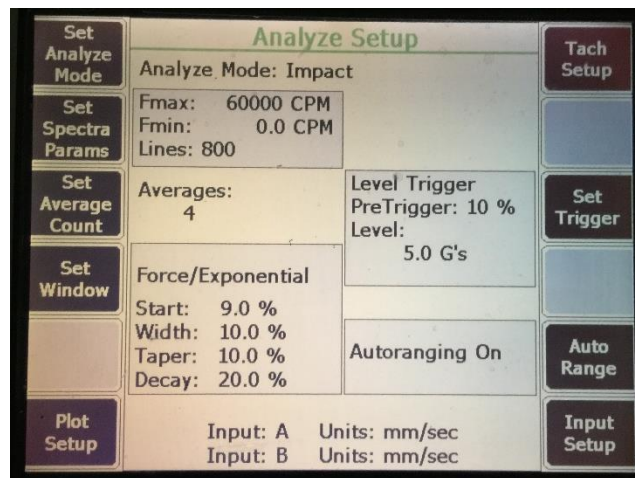 Set
Analyze
Mode
Set
Spectra
Params
Set
Average
Count
Set
Window
Plot
Setup
Analyze Setup
Analyze Mode: Impact
Fmax: 60000 CPM
Fmin: 0.0 CPM
Lines: 800
Averages:
4
Level Trigger
PreTrigger: 10 %
Level:
5.0 G's
Force/Exponential
Start: 9.0 %
Width: 10.0 %
Taper: 10.0 %
Decay: 20.0 %
Autoranging On
Input: A Units: mm/sec
Input: B Units: mm/sec
Tach
Setup
Set
Trigger
Auto
Range
Input
Setup